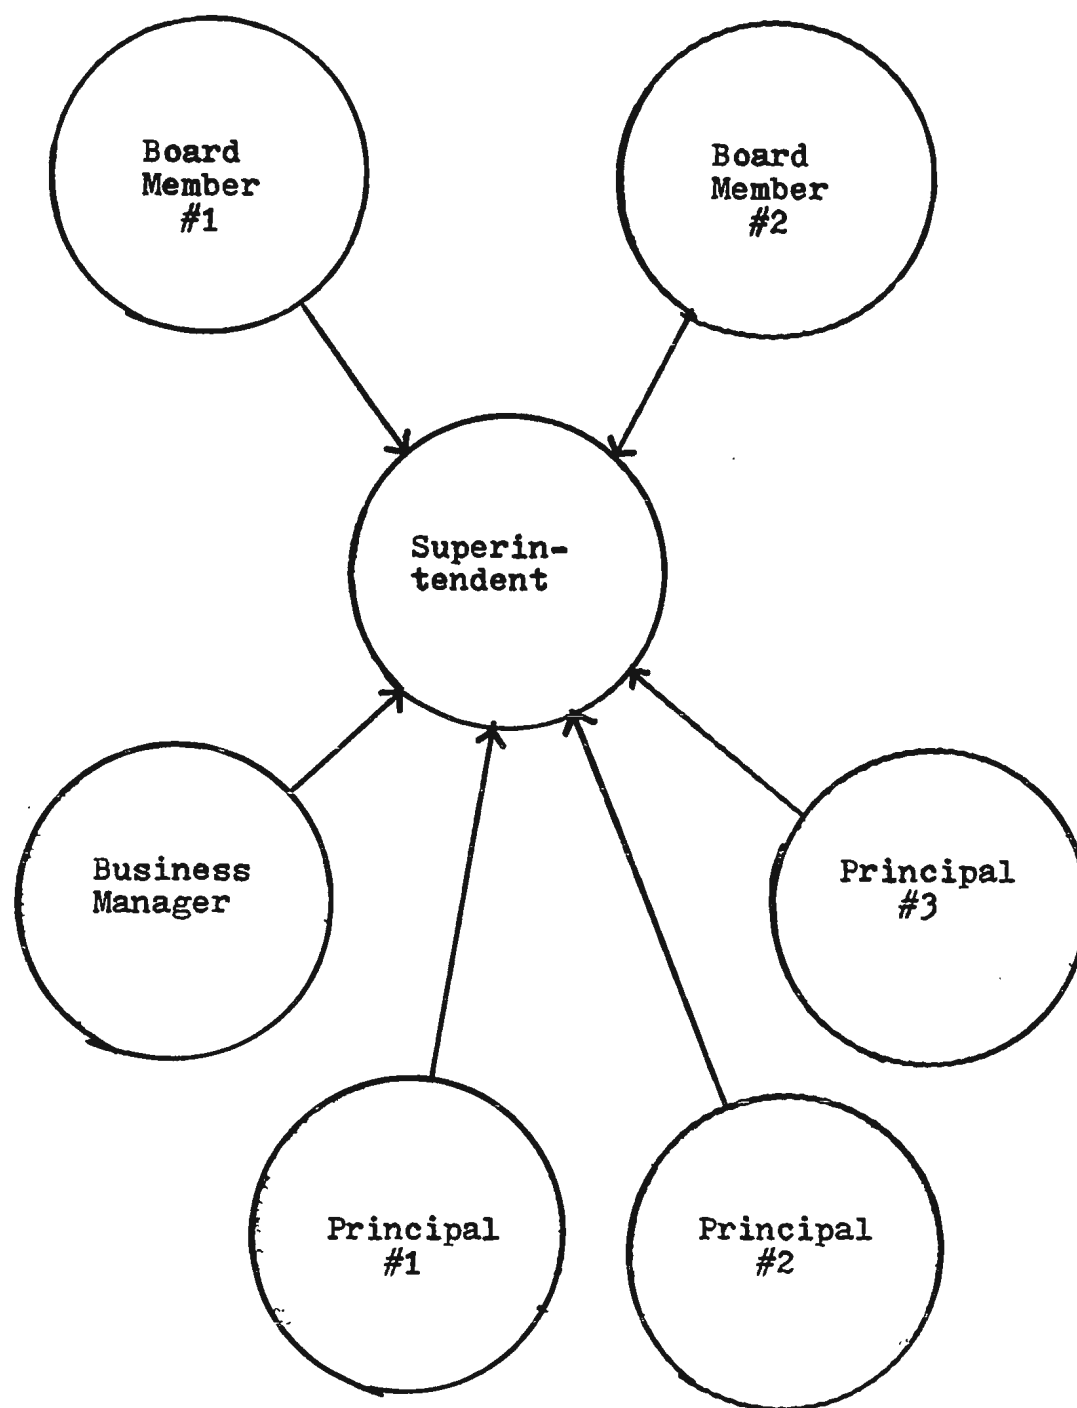 Board
Member
#1
Board
Member
#2
Superin-
tendent
Business
Manager
Principal
#3
Principal
#1
Principal
#2